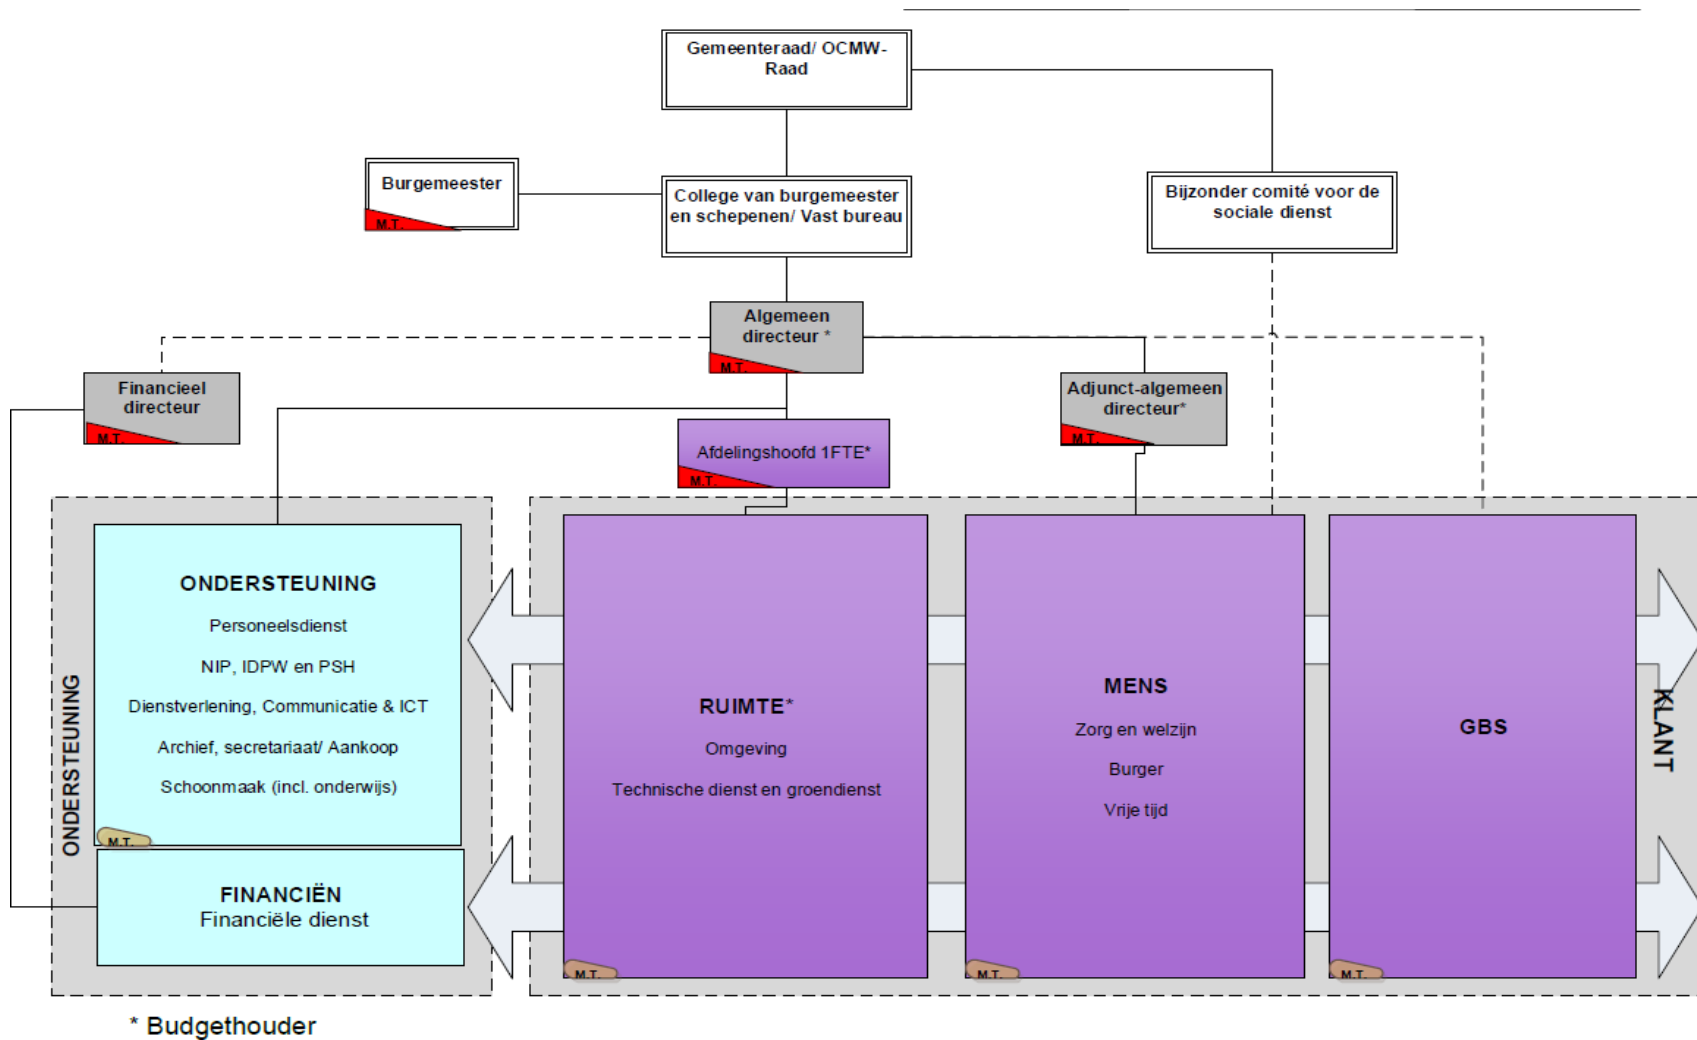 Gemeenteraad/ OCMW-
Raad
Burgemeester
M.T.
College van burgemeester
en schepenen/ Vast bureau
Bijzonder comité voor de
sociale dienst
Algemeen
directeur *
M.T.
Financieel
directeur
M.T.
Adjunct-algemeen
directeur*
M.T.
Afdelingshoofd 1FTE*
M.T.
ONDERSTEUNING
ONDERSTEUNING
Personeelsdienst
NIP, IDPW en PSH
Dienstverlening, Communicatie & ICT
Archief, secretariaat/ Aankoop
Schoonmaak (incl. onderwijs)
M.T.
FINANCIËN
Financiële dienst
RUIMTE*
Omgeving
Technische dienst en groendienst
M.T.
MENS
Zorg en welzijn
Burger
Vrije tijd
M.T.
GBS
M.T.
KLANT
* Budgethouder